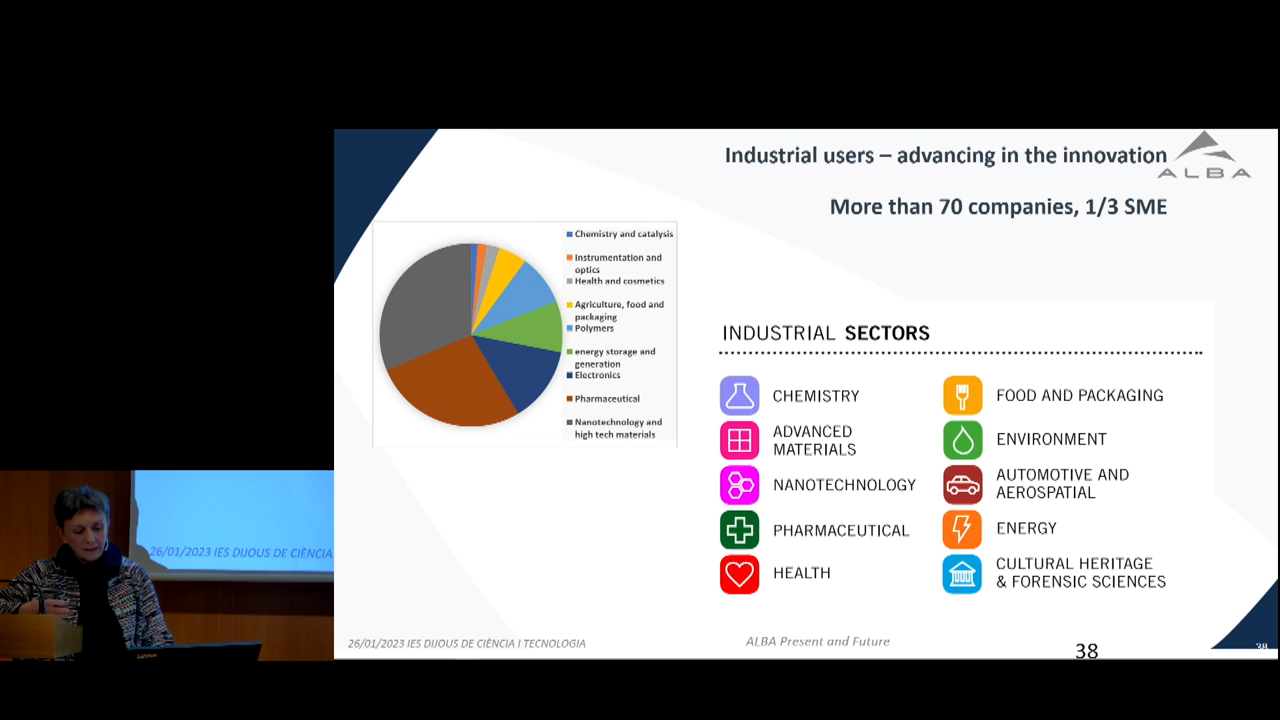 Industrial users – advancing in the innovation
ALBA
More than 70 companies, 1/3 SME
Chemistry and catalysis
Instrumentation and
optics
Health and cosmetics
Agriculture, food and
packaging
Polymers
energy storage and
generation
Electronics
Pharmaceutical
Nanotechnology and
high tech materials
INDUSTRIAL SECTORS
CHEMISTRY
ADVANCED
MATERIALS
NANOTECHNOLOGY
PHARMACEUTICAL
HEALTH
FOOD AND PACKAGING
ENVIRONMENT
AUTOMOTIVE AND
AEROSPATIAL
ENERGY
CULTURAL HERITAGE
& FORENSIC SCIENCES
26/01/2023 IES DIJOUS DE CIÈNCIA
26/01/2023 IES DIJOUS DE CIÈNCIA I TECNOLOGIA
ALBA Present and Future
38
38